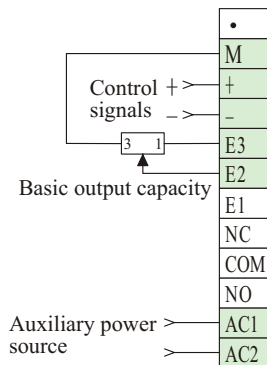 •
M
Control + +
signals − −
3 1 E3
Basic output capacity E2
E1
NC
COM
NO
Auxiliary power AC1
source AC2